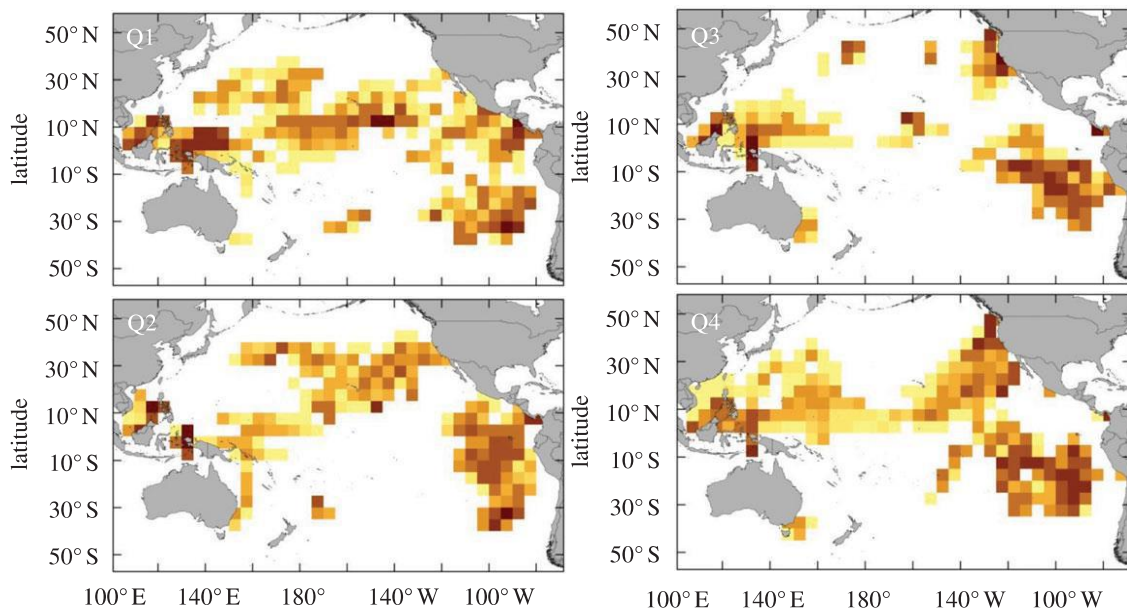 50° N
30° N
10° N
10° S
30° S
50° S
latitude
Q1
50° N
30° N
10° N
10° S
30° S
50° S
latitude
Q3
50° N
30° N
10° N
10° S
30° S
50° S
latitude
Q2
100° E
140° E
180°
140° W
100° W
50° N
30° N
10° N
10° S
30° S
50° S
latitude
Q4
100° E
140° E
180°
140° W
100° W